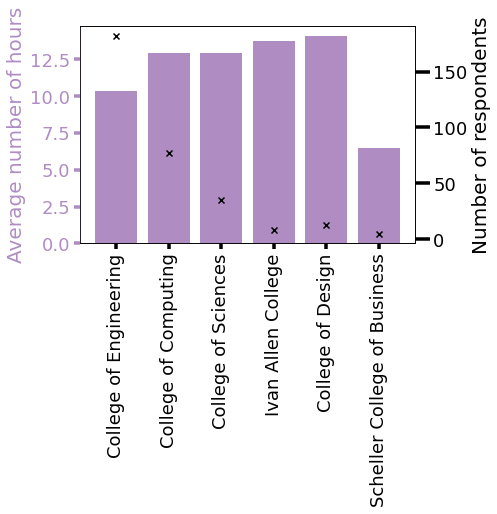 Average number of hours
12.5
10.0
7.5
5.0
2.5
0.0
150
100
50
0
Number of respondents
College of Engineering
College of Computing
College of Sciences
Ivan Allen College
College of Design
Scheller College of Business